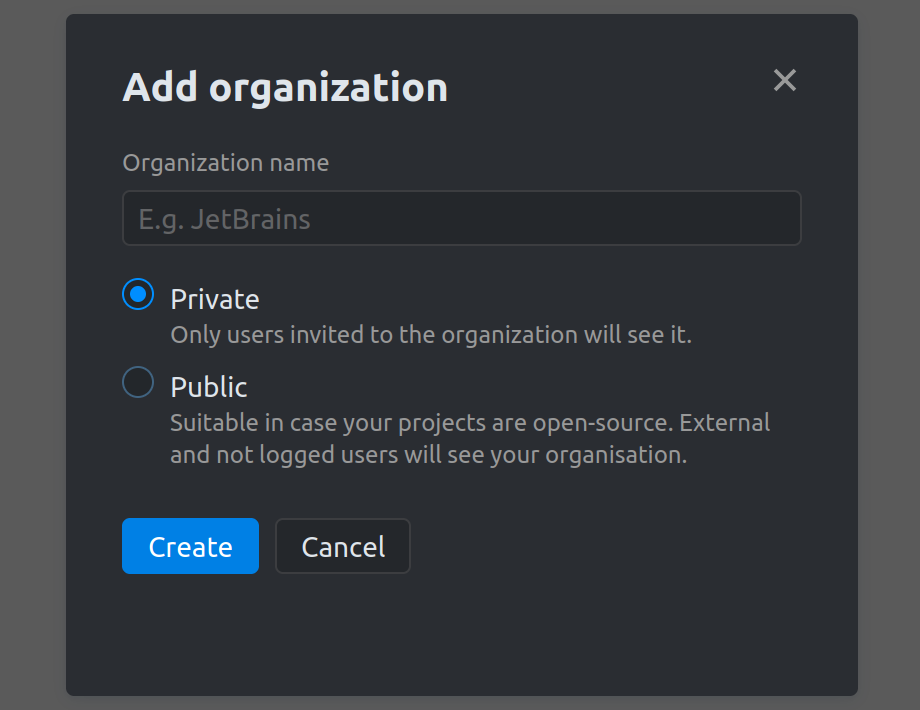 Add organization
Organization name
E.g. JetBrains
Private
Only users invited to the organization will see it.
Public
Suitable in case your projects are open-source. External
and not logged users will see your organisation.
Create
Cancel